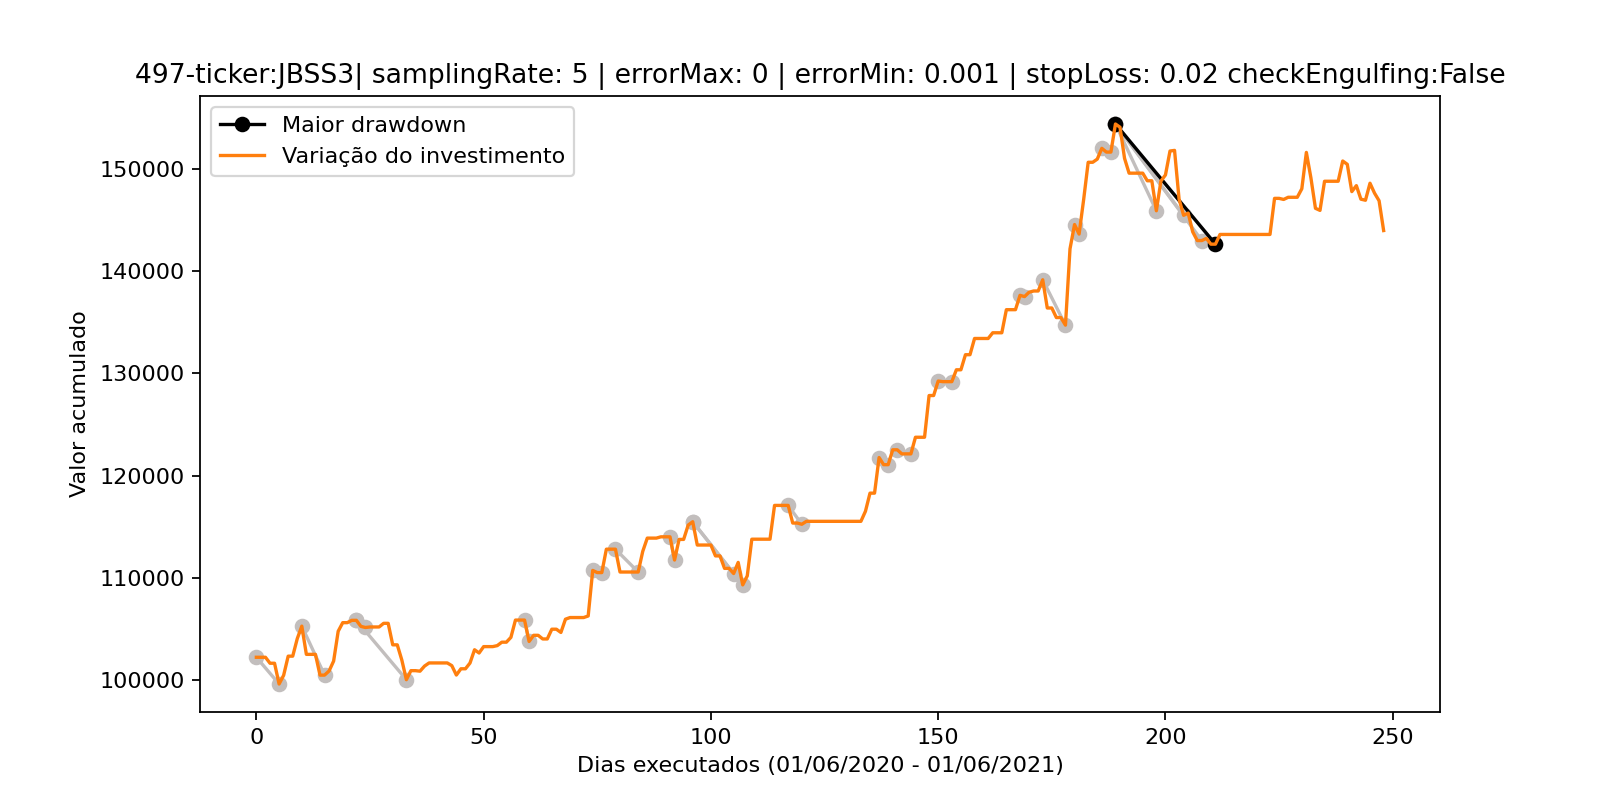 497-ticker:JBSS3| samplingRate: 5 | errorMax: 0 | errorMin: 0.001 | stopLoss: 0.02 checkEngulfing:False
Maior drawdown
Variação do investimento
Valor acumulado
150000
140000
130000
120000
110000
100000
0 50 100 150 200 250
Dias executados (01/06/2020 - 01/06/2021)